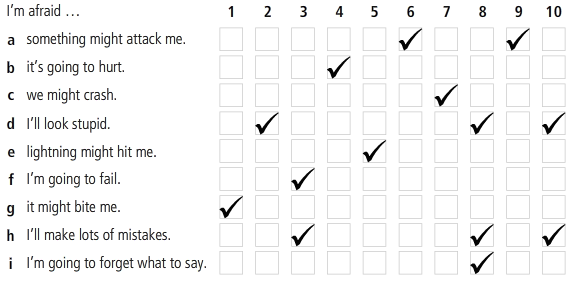 I'm afraid ... 1 2 3 4 5 6 7 8 9 10
a something might attack me.
b it's going to hurt.
c we might crash.
d I'll look stupid.
e lightning might hit me.
f I'm going to fail.
g it might bite me.
h I'll make lots of mistakes.
i I'm going to forget what to say.